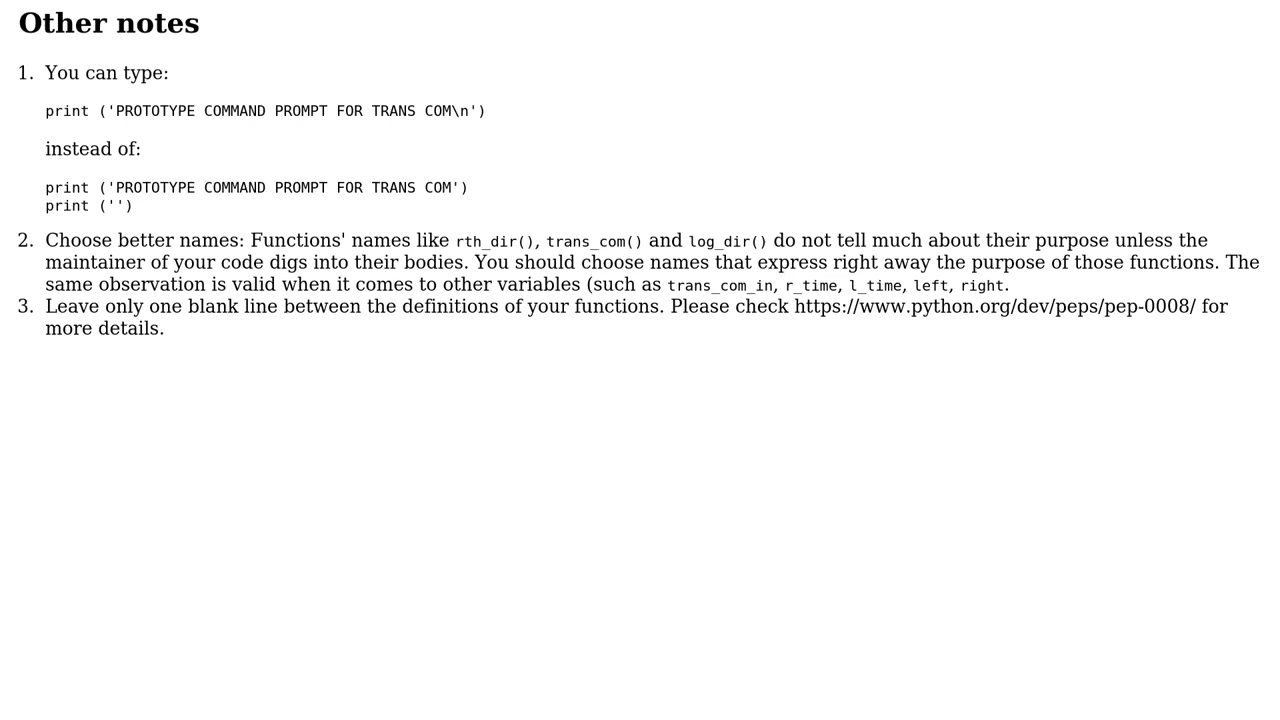 Other notes
1. You can type:
print ('PROTOTYPE COMMAND PROMPT FOR TRANS COM\n')
instead of:
print ('PROTOTYPE COMMAND PROMPT FOR TRANS COM')
print ('')
2. Choose better names: Functions' names like rth_dir(), trans_com() and log_dir() do not tell much about their purpose unless the
maintainer of your code digs into their bodies. You should choose names that express right away the purpose of those functions. The
same observation is valid when it comes to other variables (such as trans_com_in, r_time, l_time, left, right.
3. Leave only one blank line between the definitions of your functions. Please check https://www.python.org/dev/peps/pep-0008/ for
more details.